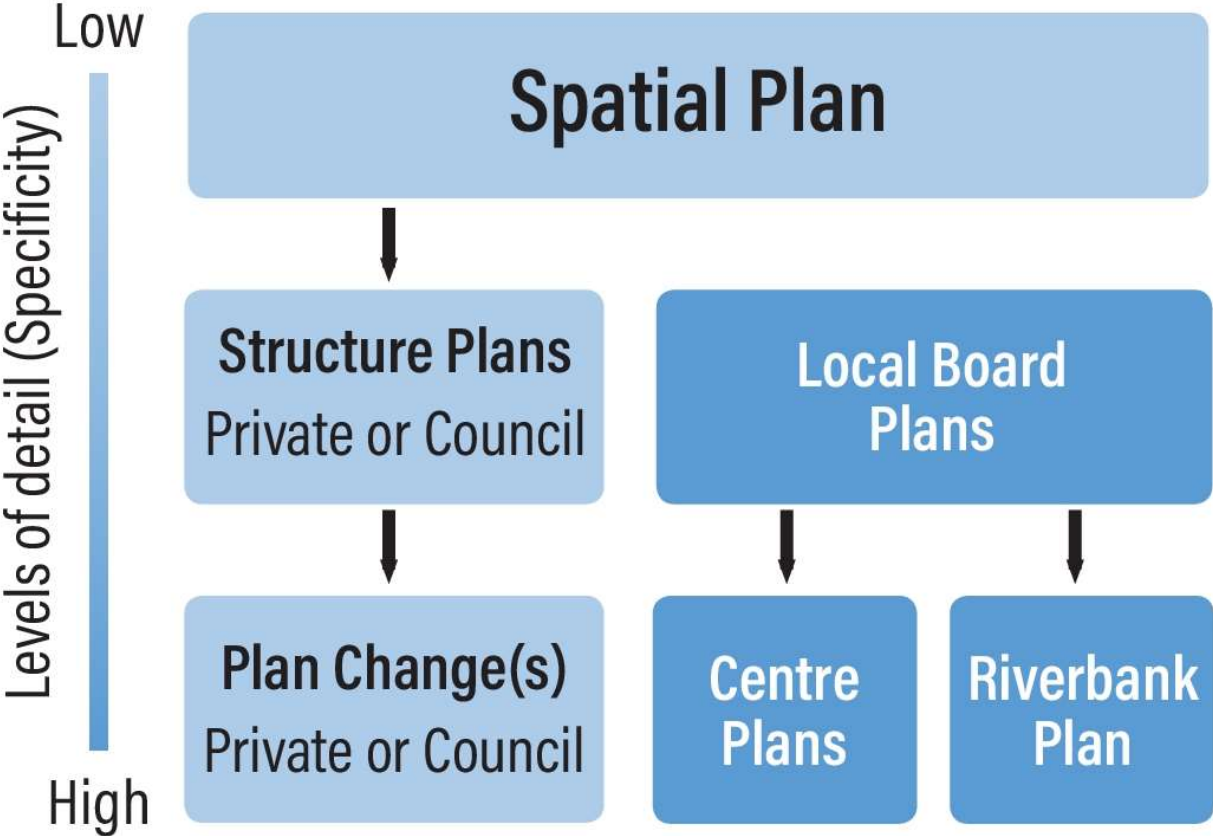 Low
Levels of detail (Specificity)
High
Spatial Plan
Structure Plans
Private or Council
Local Board
Plans
Plan Change(s)
Private or Council
Centre
Plans
Riverbank
Plan